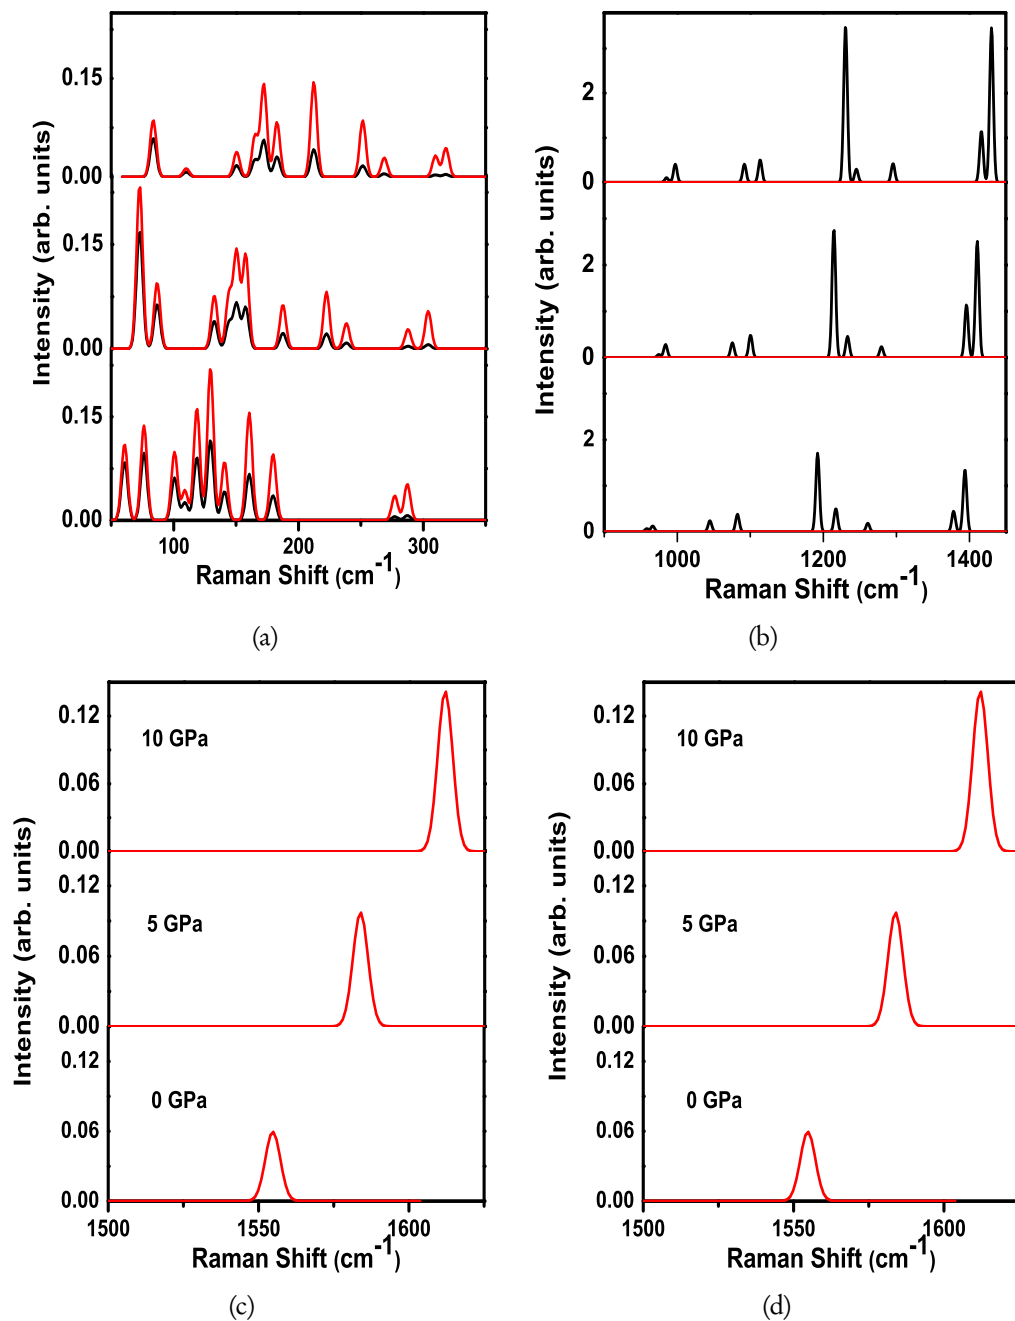 0.15
0.00
0.15
0.00
0.15
0.00
100 200 300
Intensity (arb. units)
Raman Shift (cm-1)
(a)
2
0
2
0
2
0
1000 1200 1400
Intensity (arb. units)
Raman Shift (cm-1)
(b)
0.12
0.06
0.00
0.12
0.06
0.00
0.12
0.06
0.00
10 GPa
5 GPa
0 GPa
1500 1550 1600
Intensity (arb. units)
Raman Shift (cm-1)
(c)
0.12
0.06
0.00
0.12
0.06
0.00
0.12
0.06
0.00
10 GPa
5 GPa
0 GPa
1500 1550 1600
Intensity (arb. units)
Raman Shift (cm-1)
(d)